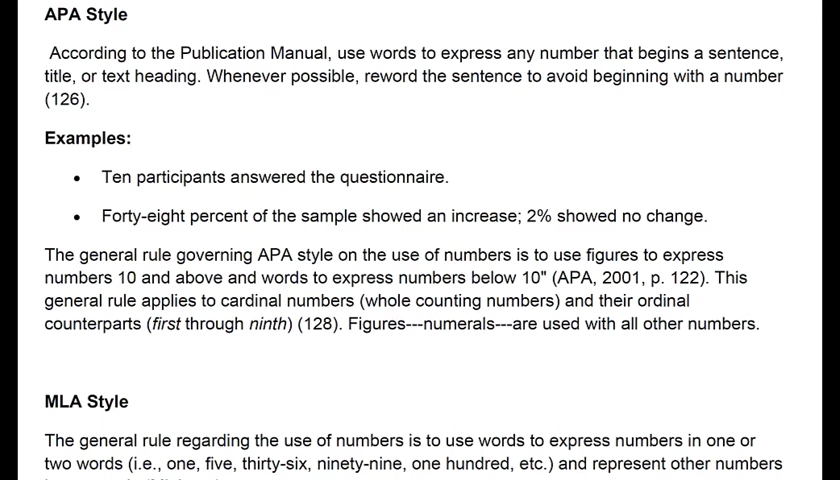 APA Style
According to the Publication Manual, use words to express any number that begins a sentence,
title, or text heading. Whenever possible, reword the sentence to avoid beginning with a number
(126).
Examples:
• Ten participants answered the questionnaire.
• Forty-eight percent of the sample showed an increase; 2% showed no change.
The general rule governing APA style on the use of numbers is to use figures to express
numbers 10 and above and words to express numbers below 10" (APA, 2001, p. 122). This
general rule applies to cardinal numbers (whole counting numbers) and their ordinal
counterparts (first through ninth) (128). Figures---numerals---are used with all other numbers.
MLA Style
The general rule regarding the use of numbers is to use words to express numbers in one or
two words (i.e., one, five, thirty-six, ninety-nine, one hundred, etc.) and represent other numbers